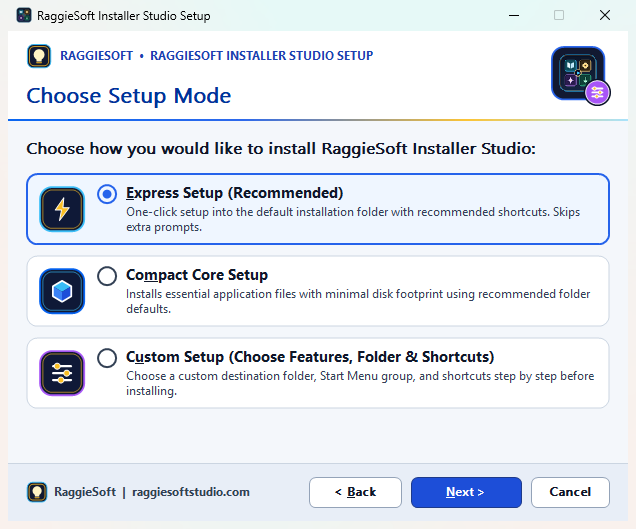 RaggieSoft Installer Studio Setup
RAGGIESOFT • RAGGIESOFT INSTALLER STUDIO SETUP
Choose Setup Mode
Choose how you would like to install RaggieSoft Installer Studio:
Express Setup (Recommended)
One-click setup into the default installation folder with recommended shortcuts. Skips
extra prompts.
Compact Core Setup
Installs essential application files with minimal disk footprint using recommended folder
defaults.
Custom Setup (Choose Features, Folder & Shortcuts)
Choose a custom destination folder, Start Menu group, and shortcuts step by step before
installing.
RaggieSoft | raggiesoftstudio.com
< Back
Next >
Cancel